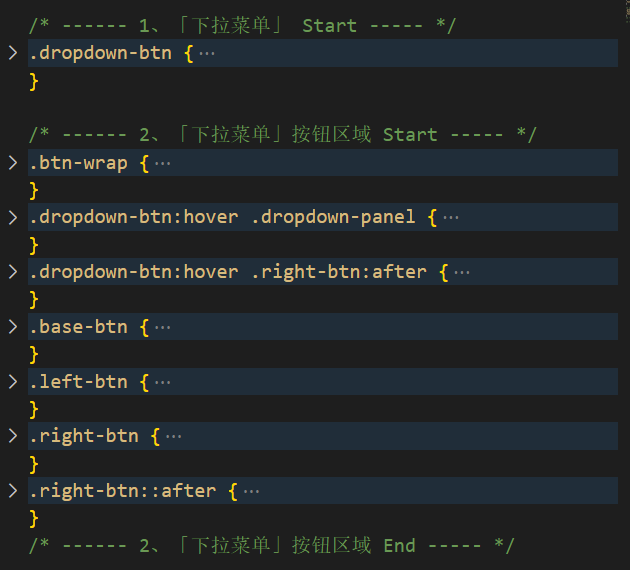 /* ------ 1、「下拉菜单」 Start ----- */
.dropdown-btn {···
}
/* ------ 2、「下拉菜单」按钮区域 Start ----- */
.btn-wrap {···
}
.dropdown-btn:hover .dropdown-panel {···
}
.dropdown-btn:hover .right-btn:after {···
}
.base-btn {···
}
.left-btn {···
}
.right-btn {···
}
.right-btn::after {···
}
/* ------ 2、「下拉菜单」按钮区域 End ----- */